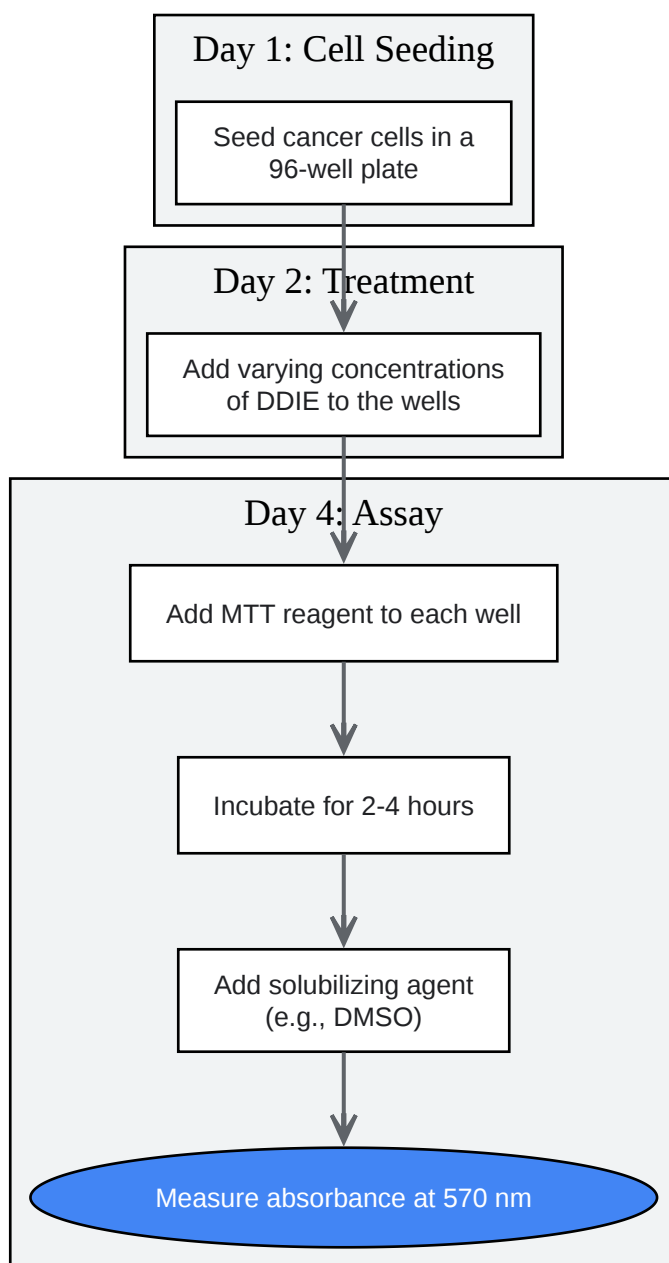 Day 1: Cell Seeding
Seed cancer cells in a
96-well plate
Day 2: Treatment
Add varying concentrations
of DDIE to the wells
Day 4: Assay
Add MTT reagent to each well
Incubate for 2-4 hours
Add solubilizing agent
(e.g., DMSO)
Measure absorbance at 570 nm